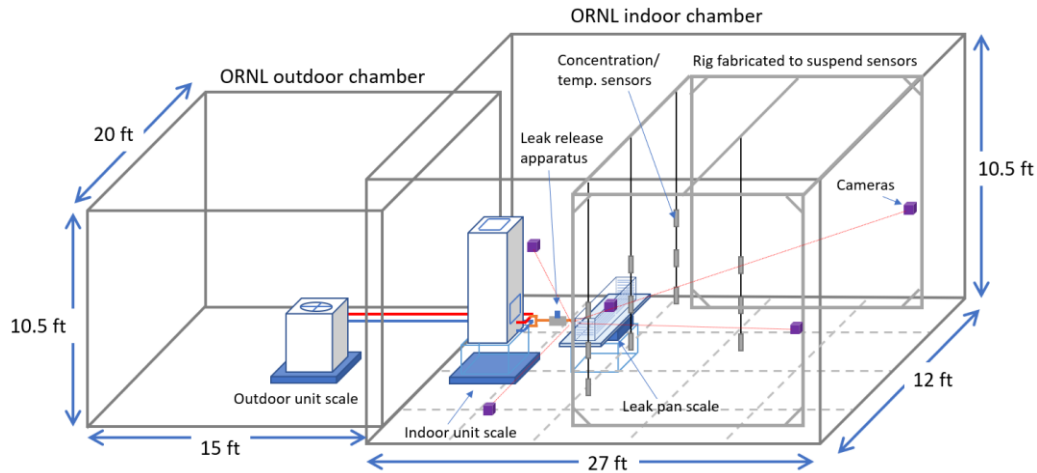 ORNL indoor chamber
ORNL outdoor chamber
Concentration/
temp. sensors
Rig fabricated to suspend sensors
20 ft
Leak release
apparatus
10.5 ft
Cameras
10.5 ft
12 ft
Outdoor unit scale
Leak pan scale
Indoor unit scale
15 ft
27 ft